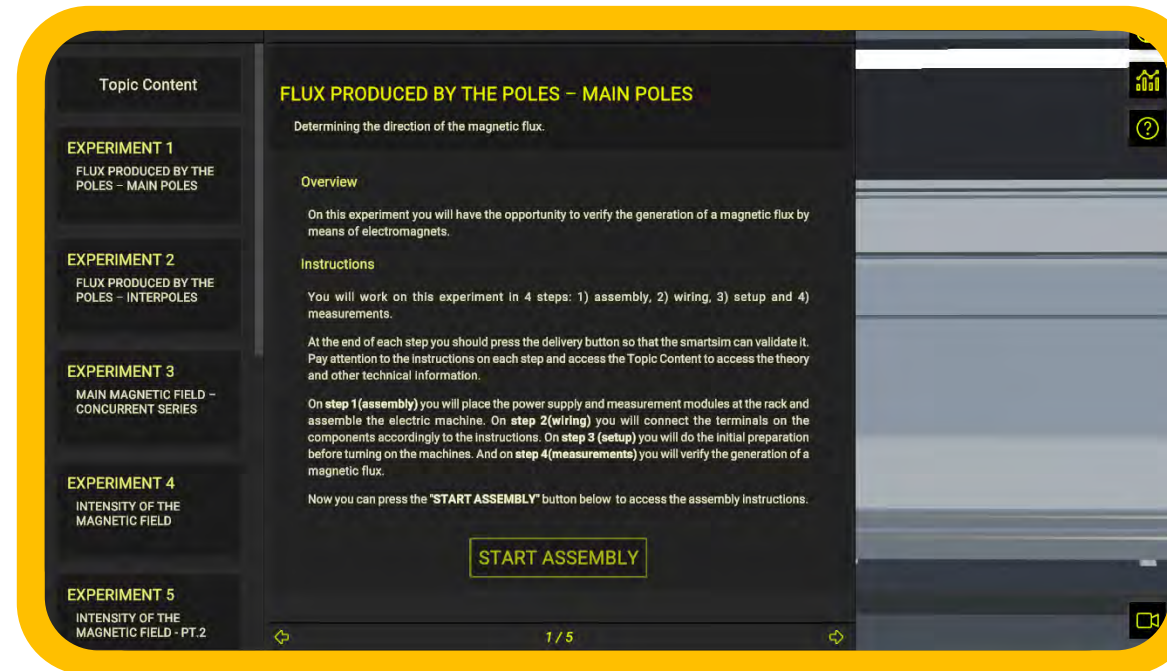 Topic Content
EXPERIMENT 1
FLUX PRODUCED BY THE
POLES – MAIN POLES
EXPERIMENT 2
FLUX PRODUCED BY THE
POLES – INTERPOLES
EXPERIMENT 3
MAIN MAGNETIC FIELD –
CONCURRENT SERIES
EXPERIMENT 4
INTENSITY OF THE
MAGNETIC FIELD
EXPERIMENT 5
INTENSITY OF THE
MAGNETIC FIELD - PT.2
FLUX PRODUCED BY THE POLES – MAIN POLES
Determining the direction of the magnetic flux.
Overview
On this experiment you will have the opportunity to verify the generation of a magnetic flux by
means of electromagnets.
Instructions
You will work on this experiment in 4 steps: 1) assembly, 2) wiring, 3) setup and 4)
measurements.
At the end of each step you should press the delivery button so that the smartsim can validate it.
Pay attention to the instructions on each step and access the Topic Content to access the theory
and other technical information.
On step 1(assembly) you will place the power supply and measurement modules at the rack and
assemble the electric machine. On step 2(wiring) you will connect the terminals on the
components accordingly to the instructions. On step 3 (setup) you will do the initial preparation
before turning on the machines. And on step 4(measurements) you will verify the generation of a
magnetic flux.
Now you can press the "START ASSEMBLY" button below to access the assembly instructions.
START ASSEMBLY
1 / 5